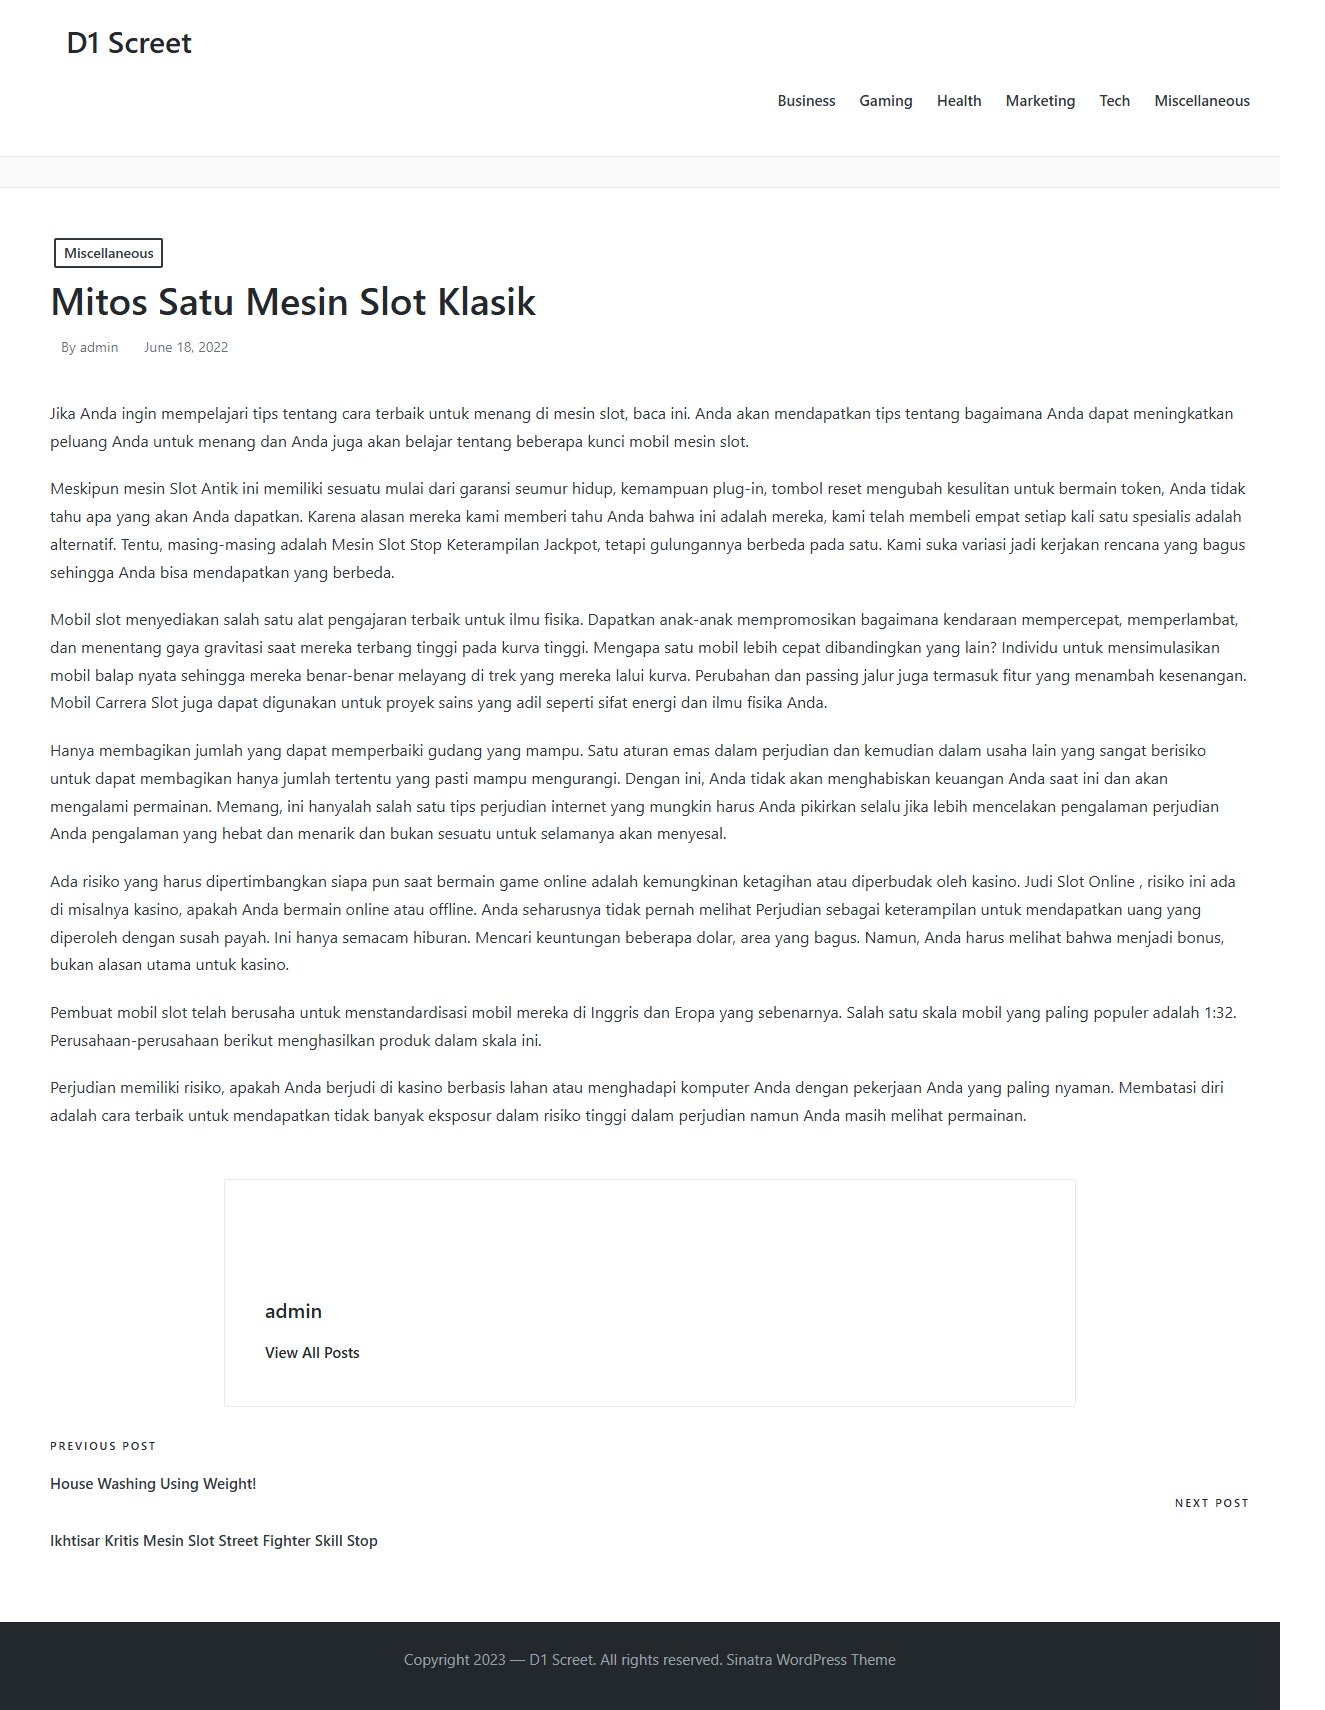 D1 Screet
Business Gaming Health Marketing Tech Miscellaneous
Miscellaneous
Mitos Satu Mesin Slot Klasik
By admin June 18, 2022
Jika Anda ingin mempelajari tips tentang cara terbaik untuk menang di mesin slot, baca ini. Anda akan mendapatkan tips tentang bagaimana Anda dapat meningkatkan
peluang Anda untuk menang dan Anda juga akan belajar tentang beberapa kunci mobil mesin slot.
Meskipun mesin Slot Antik ini memiliki sesuatu mulai dari garansi seumur hidup, kemampuan plug-in, tombol reset mengubah kesulitan untuk bermain token, Anda tidak
tahu apa yang akan Anda dapatkan. Karena alasan mereka kami memberi tahu Anda bahwa ini adalah mereka, kami telah membeli empat setiap kali satu spesialis adalah
alternatif. Tentu, masing-masing adalah Mesin Slot Stop Keterampilan Jackpot, tetapi gulungannya berbeda pada satu. Kami suka variasi jadi kerjakan rencana yang bagus
sehingga Anda bisa mendapatkan yang berbeda.
Mobil slot menyediakan salah satu alat pengajaran terbaik untuk ilmu fisika. Dapatkan anak-anak mempromosikan bagaimana kendaraan mempercepat, memperlambat,
dan menentang gaya gravitasi saat mereka terbang tinggi pada kurva tinggi. Mengapa satu mobil lebih cepat dibandingkan yang lain? Individu untuk mensimulasikan
mobil balap nyata sehingga mereka benar-benar melayang di trek yang mereka lalui kurva. Perubahan dan passing jalur juga termasuk fitur yang menambah kesenangan.
Mobil Carrera Slot juga dapat digunakan untuk proyek sains yang adil seperti sifat energi dan ilmu fisika Anda.
Hanya membagikan jumlah yang dapat memperbaiki gudang yang mampu. Satu aturan emas dalam perjudian dan kemudian dalam usaha lain yang sangat berisiko
untuk dapat membagikan hanya jumlah tertentu yang pasti mampu mengurangi. Dengan ini, Anda tidak akan menghabiskan keuangan Anda saat ini dan akan
mengalami permainan. Memang, ini hanyalah salah satu tips perjudian internet yang mungkin harus Anda pikirkan selalu jika lebih mencelakan pengalaman perjudian
Anda pengalaman yang hebat dan menarik dan bukan sesuatu untuk selamanya akan menyesal.
Ada risiko yang harus dipertimbangkan siapa pun saat bermain game online adalah kemungkinan ketagihan atau diperbudak oleh kasino. Judi Slot Online , risiko ini ada
di misalnya kasino, apakah Anda bermain online atau offline. Anda seharusnya tidak pernah melihat Perjudian sebagai keterampilan untuk mendapatkan uang yang
diperoleh dengan susah payah. Ini hanya semacam hiburan. Mencari keuntungan beberapa dolar, area yang bagus. Namun, Anda harus melihat bahwa menjadi bonus,
bukan alasan utama untuk kasino.
Pembuat mobil slot telah berusaha untuk menstandardisasi mobil mereka di Inggris dan Eropa yang sebenarnya. Salah satu skala mobil yang paling populer adalah 1:32.
Perusahaan-perusahaan berikut menghasilkan produk dalam skala ini.
Perjudian memiliki risiko, apakah Anda berjudi di kasino berbasis lahan atau menghadapi komputer Anda dengan pekerjaan Anda yang paling nyaman. Membatasi diri
adalah cara terbaik untuk mendapatkan tidak banyak eksposur dalam risiko tinggi dalam perjudian namun Anda masih melihat permainan.
admin
View All Posts
PREVIOUS POST
House Washing Using Weight!
NEXT POST
Ikhtisar Kritis Mesin Slot Street Fighter Skill Stop
Copyright 2023 — D1 Screet. All rights reserved. Sinatra WordPress Theme